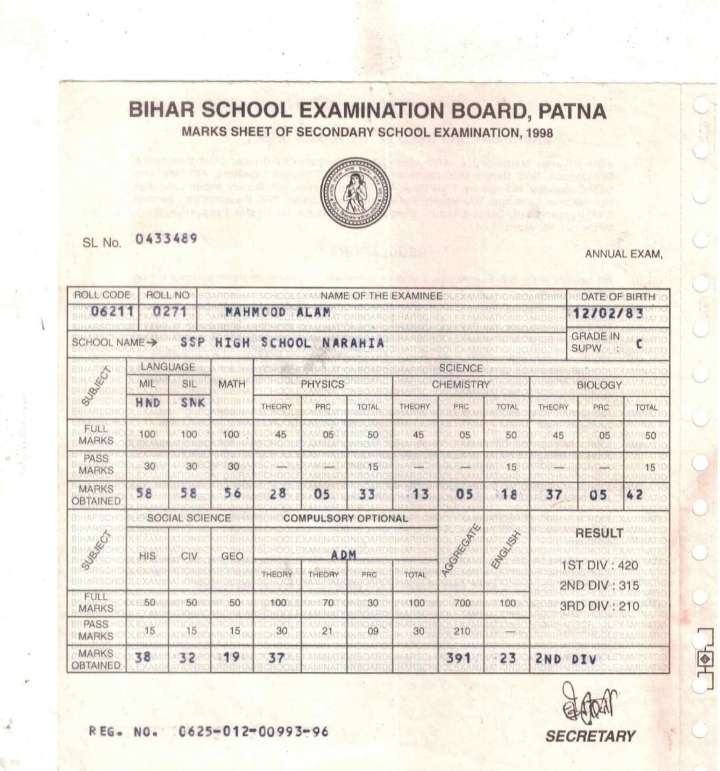 BIHAR SCHOOL EXAMINATION BOARD, PATNA
MARKS SHEET OF SECONDARY SCHOOL EXAMINATION, 1998
SL No. 0433489
ANNUAL EXAM,
ROLL CODE ROLL NO NAME OF THE EXAMINEE DATE OF BIRTH
06211 0271 MAHMCOD ALAM 12/02/83
SCHOOL NAME→ SSP HIGH SCHOOL NARAHIA GRADE IN SUPW : C
SUBJECT LANGUAGE MATH SCIENCE
MIL SIL PHYSICS CHEMISTRY BIOLOGY
HND SNK THEORY PRC TOTAL THEORY PRC TOTAL THEORY PRC TOTAL
FULL MARKS 100 100 100 45 05 50 45 05 50 45 05 50
PASS MARKS 30 30 30 — — 15 — — 15 — — 15
MARKS OBTAINED 58 58 56 28 05 33 13 05 18 37 05 42
SUBJECT SOCIAL SCIENCE COMPULSORY OPTIONAL AGGREGATE ENGLISH RESULT
HIS CIV GEO ADM 1ST DIV : 420
THEORY THEORY PRC TOTAL 2ND DIV : 315
3RD DIV : 210
FULL MARKS 50 50 50 100 70 30 100 700 100
PASS MARKS 15 15 15 30 21 09 30 210 —
MARKS OBTAINED 38 32 19 37 391 23 2ND DIV
REG. NO. 0625-012-00993-96
SECRETARY